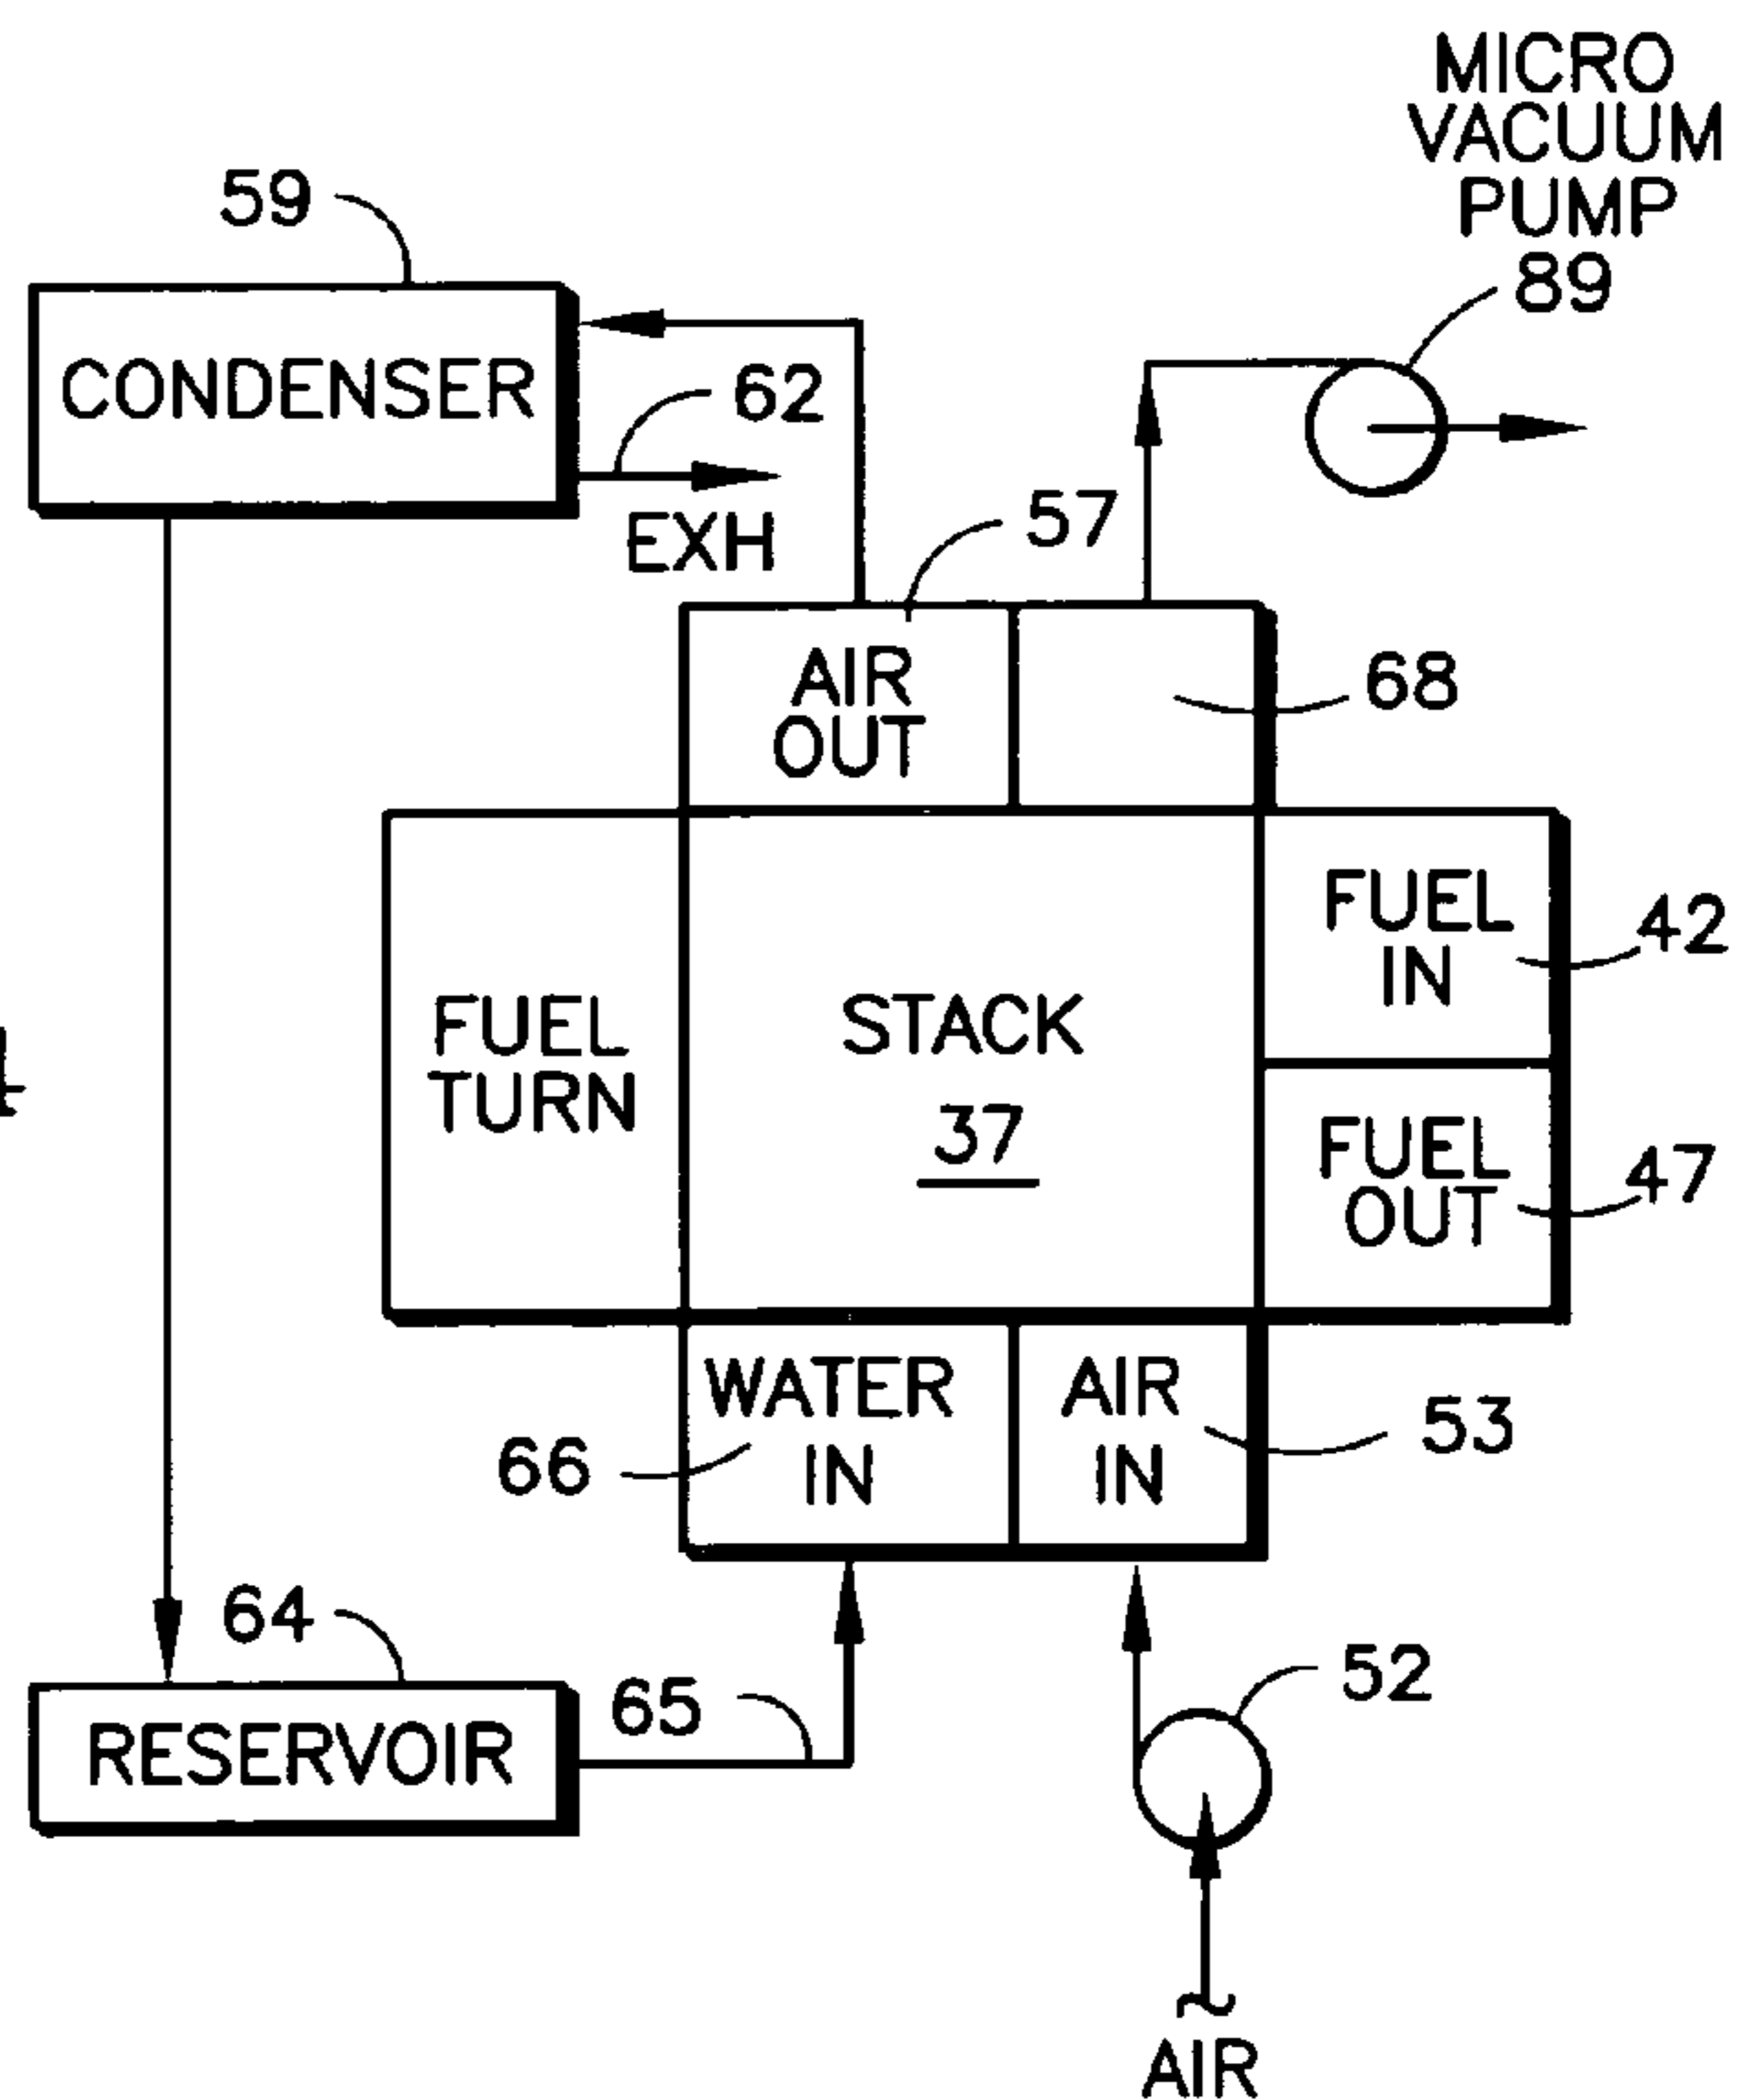 MICRO
VACUUM
PUMP
89
59
CONDENSER
62
EXH
57
AIR
OUT
68
FUEL
IN
42
FUEL
TURN
STACK
37
FUEL
OUT
47
WATER
IN
66
AIR
IN
53
64
RESERVOIR
65
52
AIR